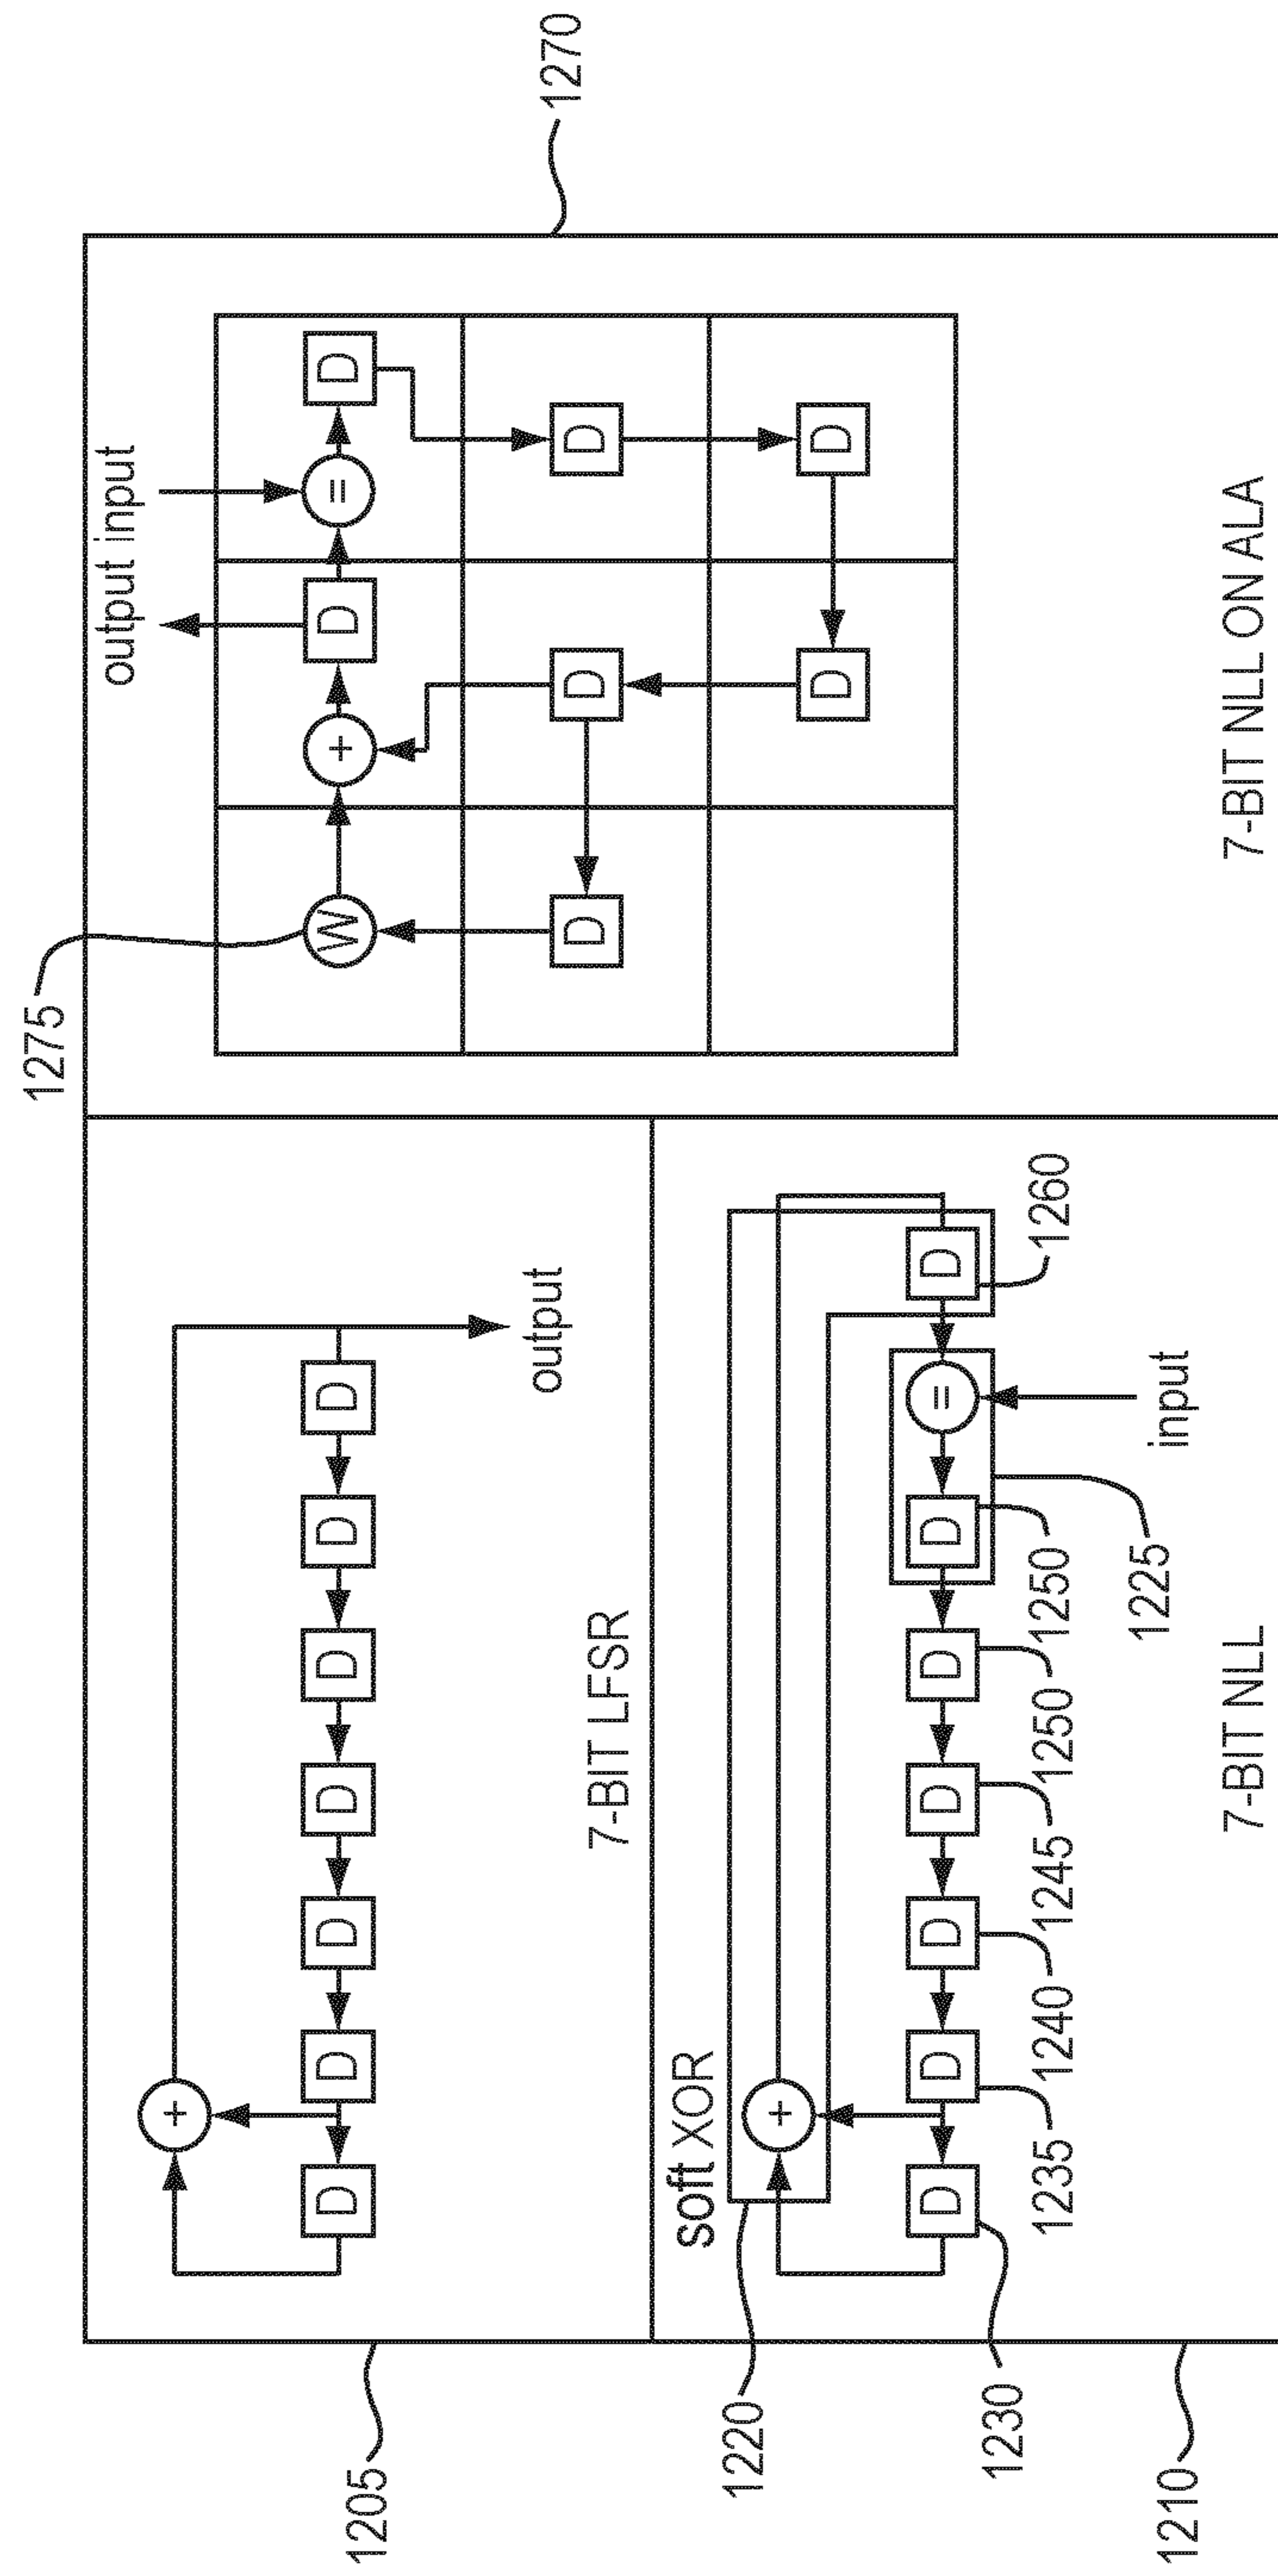 +
D D D D D D D
output
7-BIT LFSR
1205
soft XOR
+
1220
D D D D D D = D
1230 1235 1240 1245 1250 1250 1260
1225
input
1210
7-BIT NLL
1275
output input
W + D = D
D D D
D D
1270
7-BIT NLL ON ALA